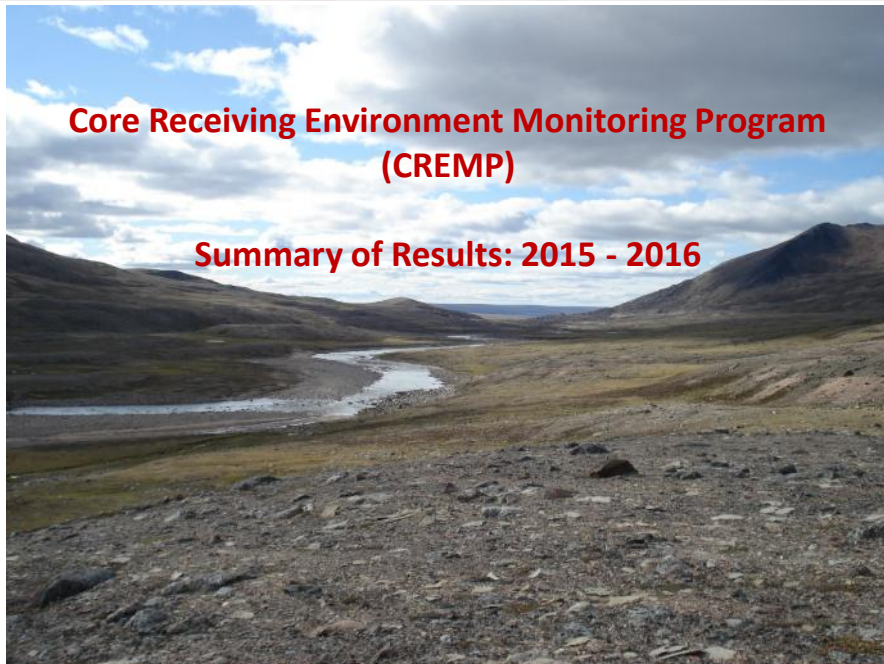 Core Receiving Environment Monitoring Program
(CREMP)
Summary of Results: 2015 - 2016